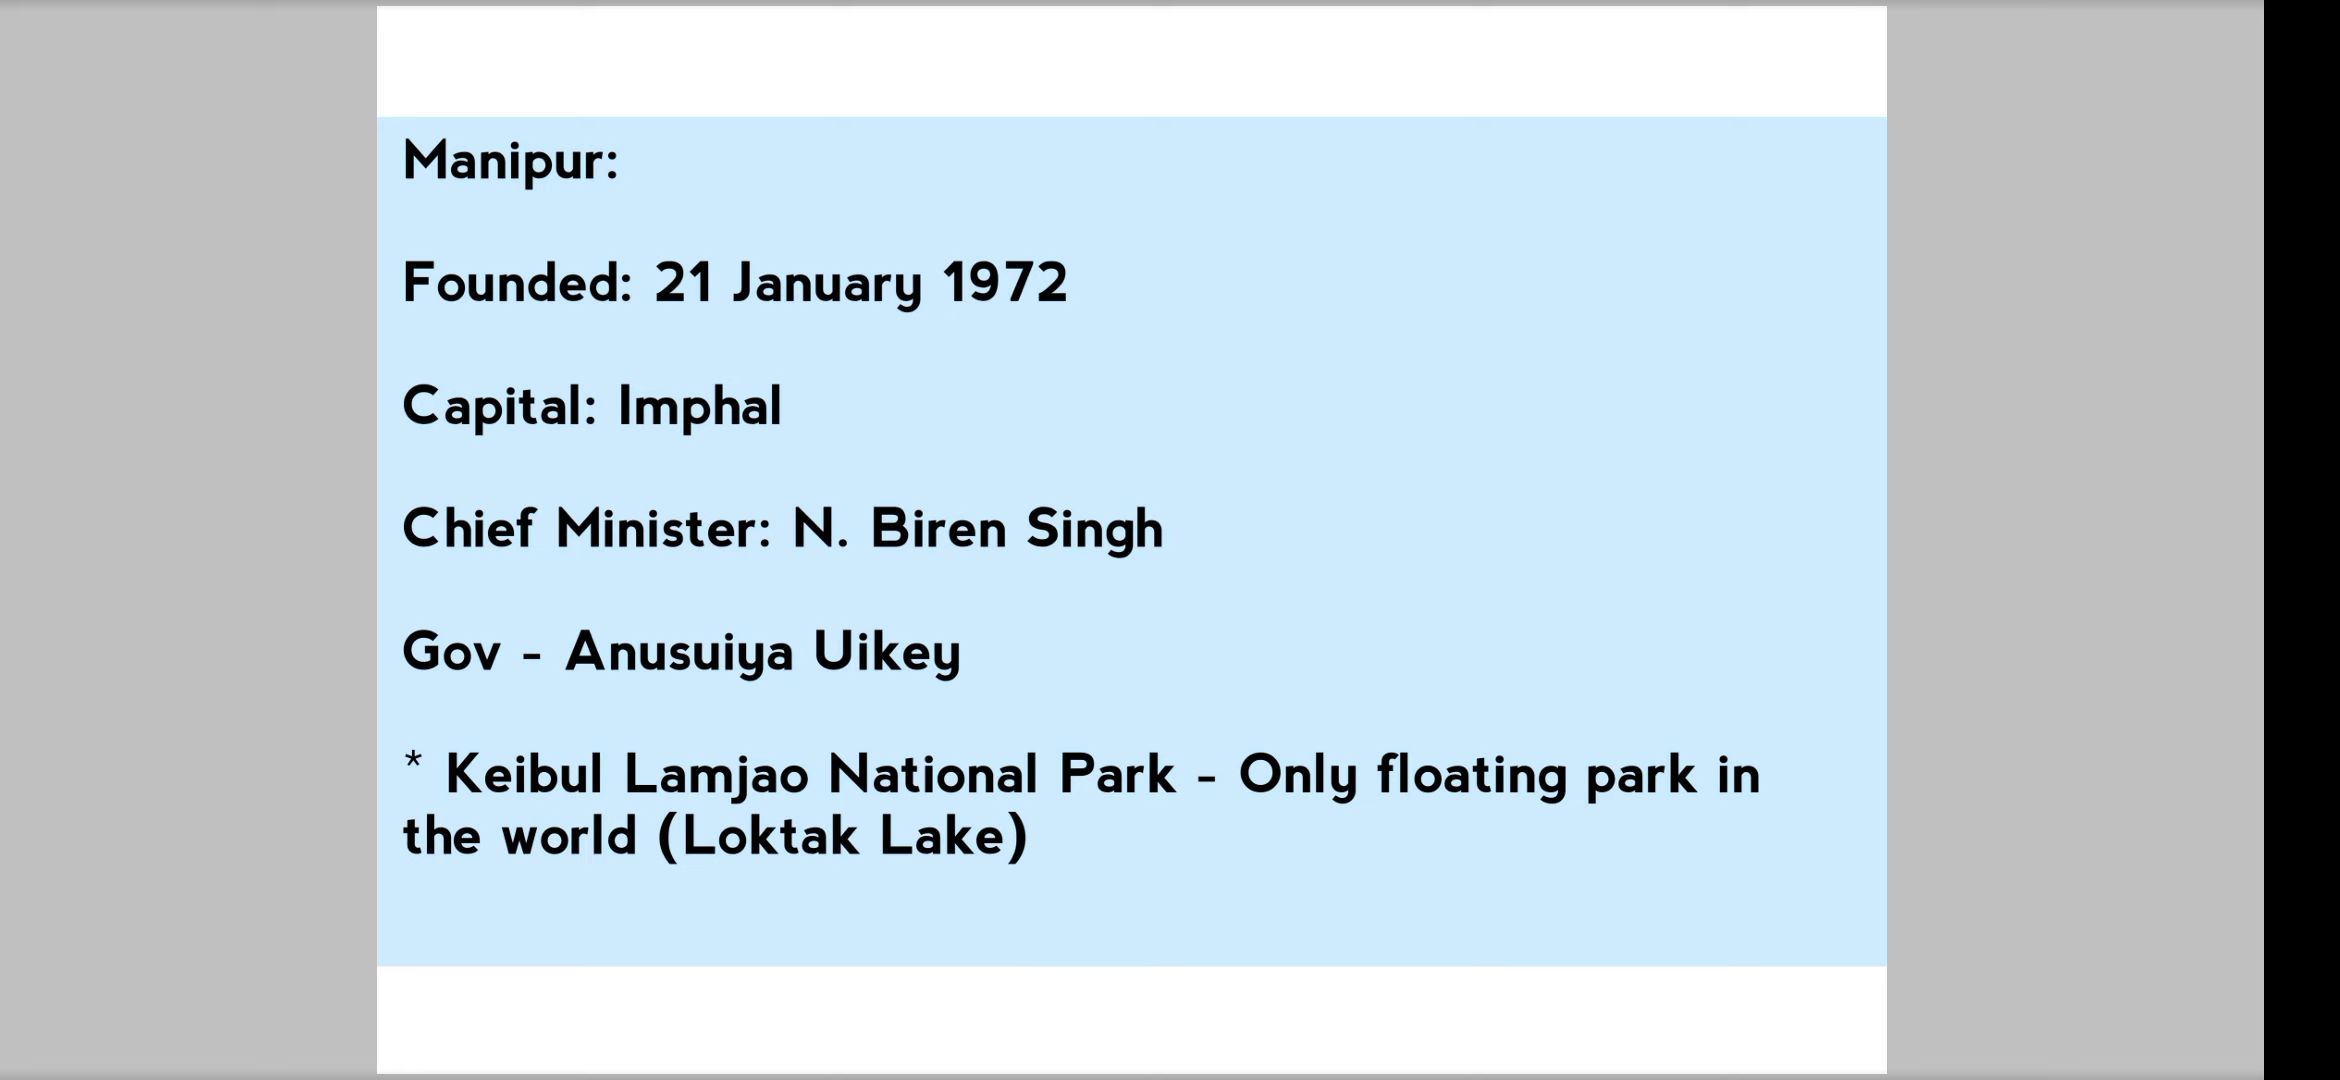 Manipur:
Founded: 21 January 1972
Capital: Imphal
Chief Minister: N. Biren Singh
Gov - Anusuiya Uikey
* Keibul Lamjao National Park - Only floating park in
the world (Loktak Lake)